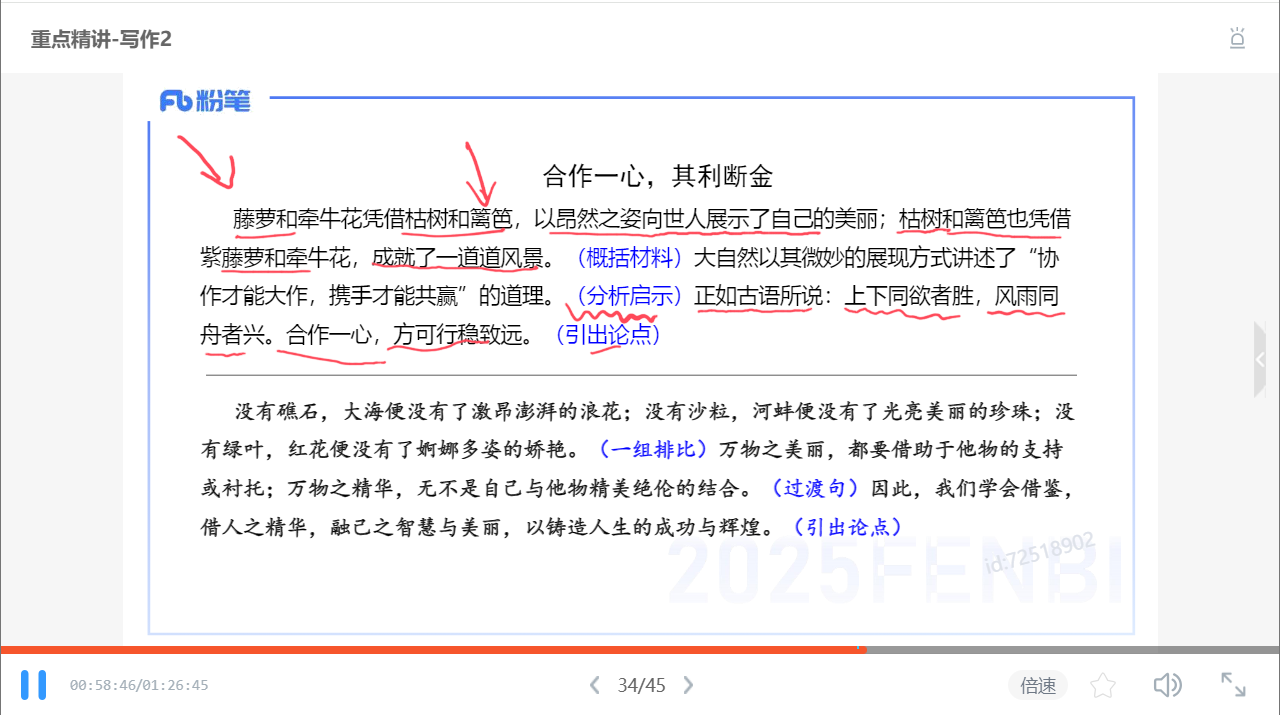 重点精讲-写作2
粉笔
合作一心，其利断金
藤萝和牵牛花凭借枯树和篱笆，以昂然之姿向世人展示了自己的美丽；枯树和篱笆也凭借
紫藤萝和牵牛花，成就了一道道风景。（概括材料）大自然以其微妙的展现方式讲述了“协
作才能大作，携手才能共赢”的道理。（分析启示）正如古语所说：上下同欲者胜，风雨同
舟者兴。合作一心，方可行稳致远。（引出论点）
没有礁石，大海便没有了激昂澎湃的浪花；没有沙粒，河蚌便没有了光亮美丽的珍珠；没
有绿叶，红花便没有了婀娜多姿的娇艳。（一组排比）万物之美丽，都要借助于他物的支持
或衬托；万物之精华，无不是自己与他物精美绝伦的结合。（过渡句）因此，我们学会借鉴，
借人之精华，融己之智慧与美丽，以铸造人生的成功与辉煌。（引出论点）
id:72518902
2025FENBI
00:58:46/01:26:45
34/45
倍速